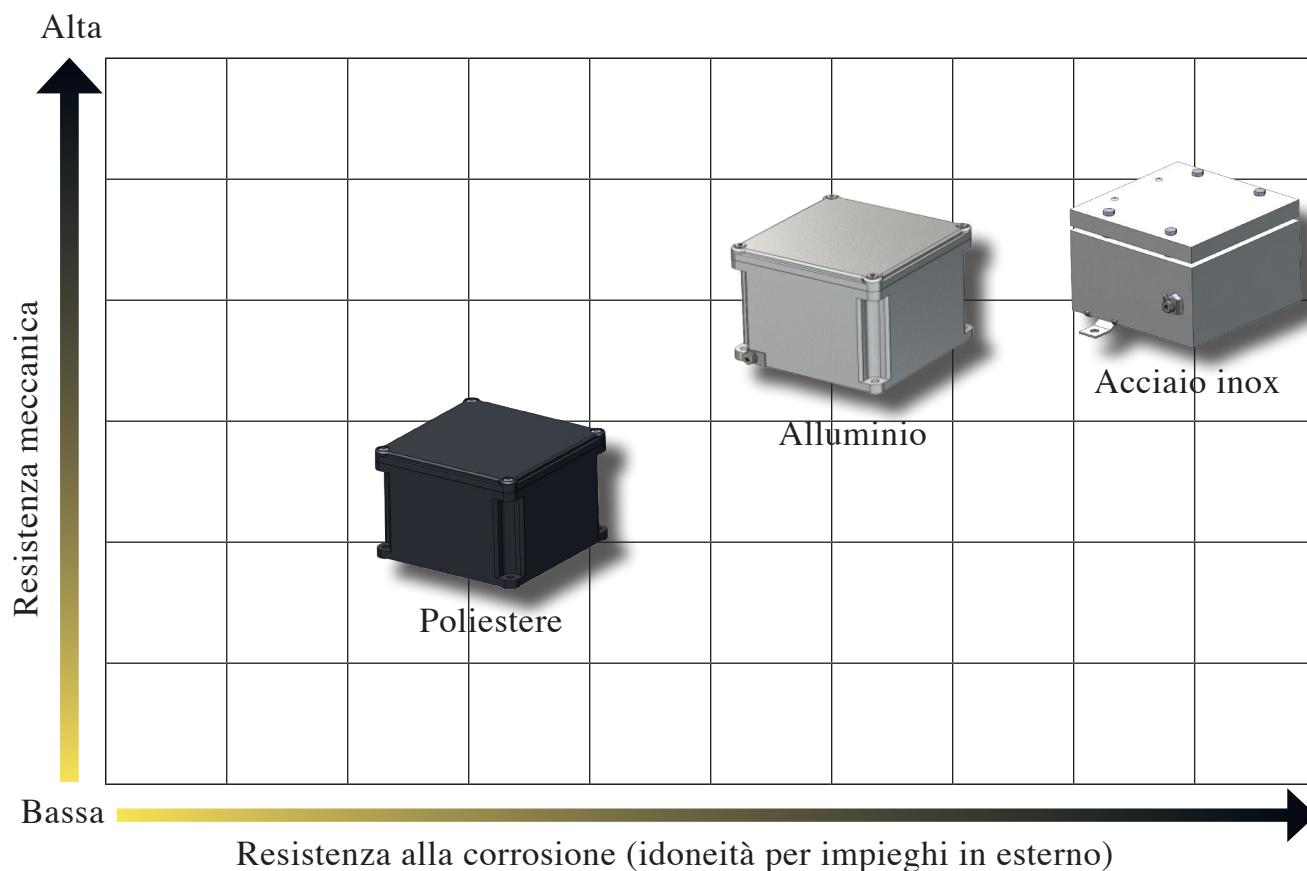 Alta
Resistenza meccanica
Acciaio inox
Alluminio
Poliestere
Bassa
Resistenza alla corrosione (idoneità per impieghi in esterno)